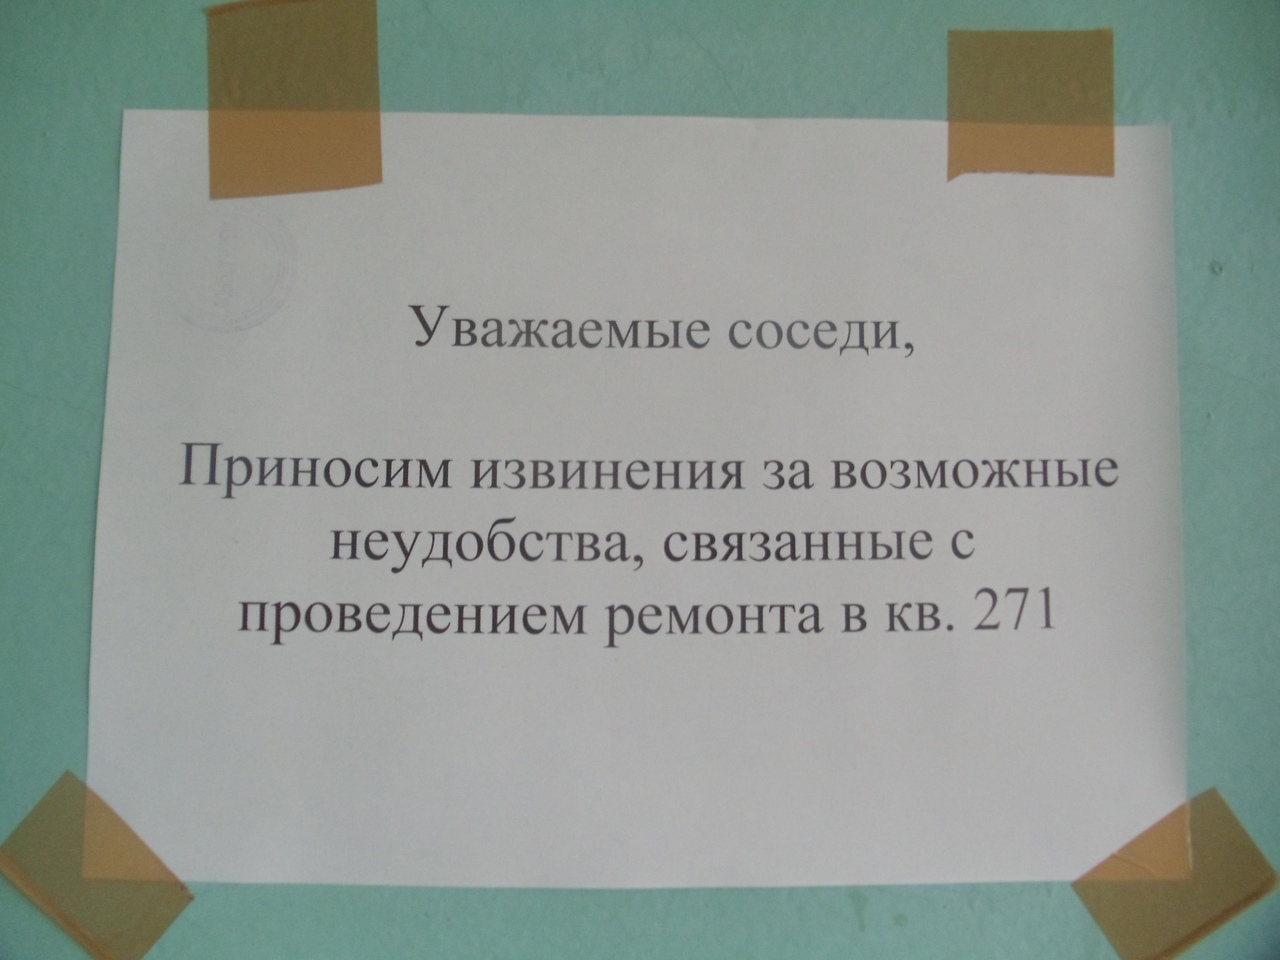 Уважаемые соседи,
Приносим извинения за возможные
неудобства, связанные с
проведением ремонта в кв. 271